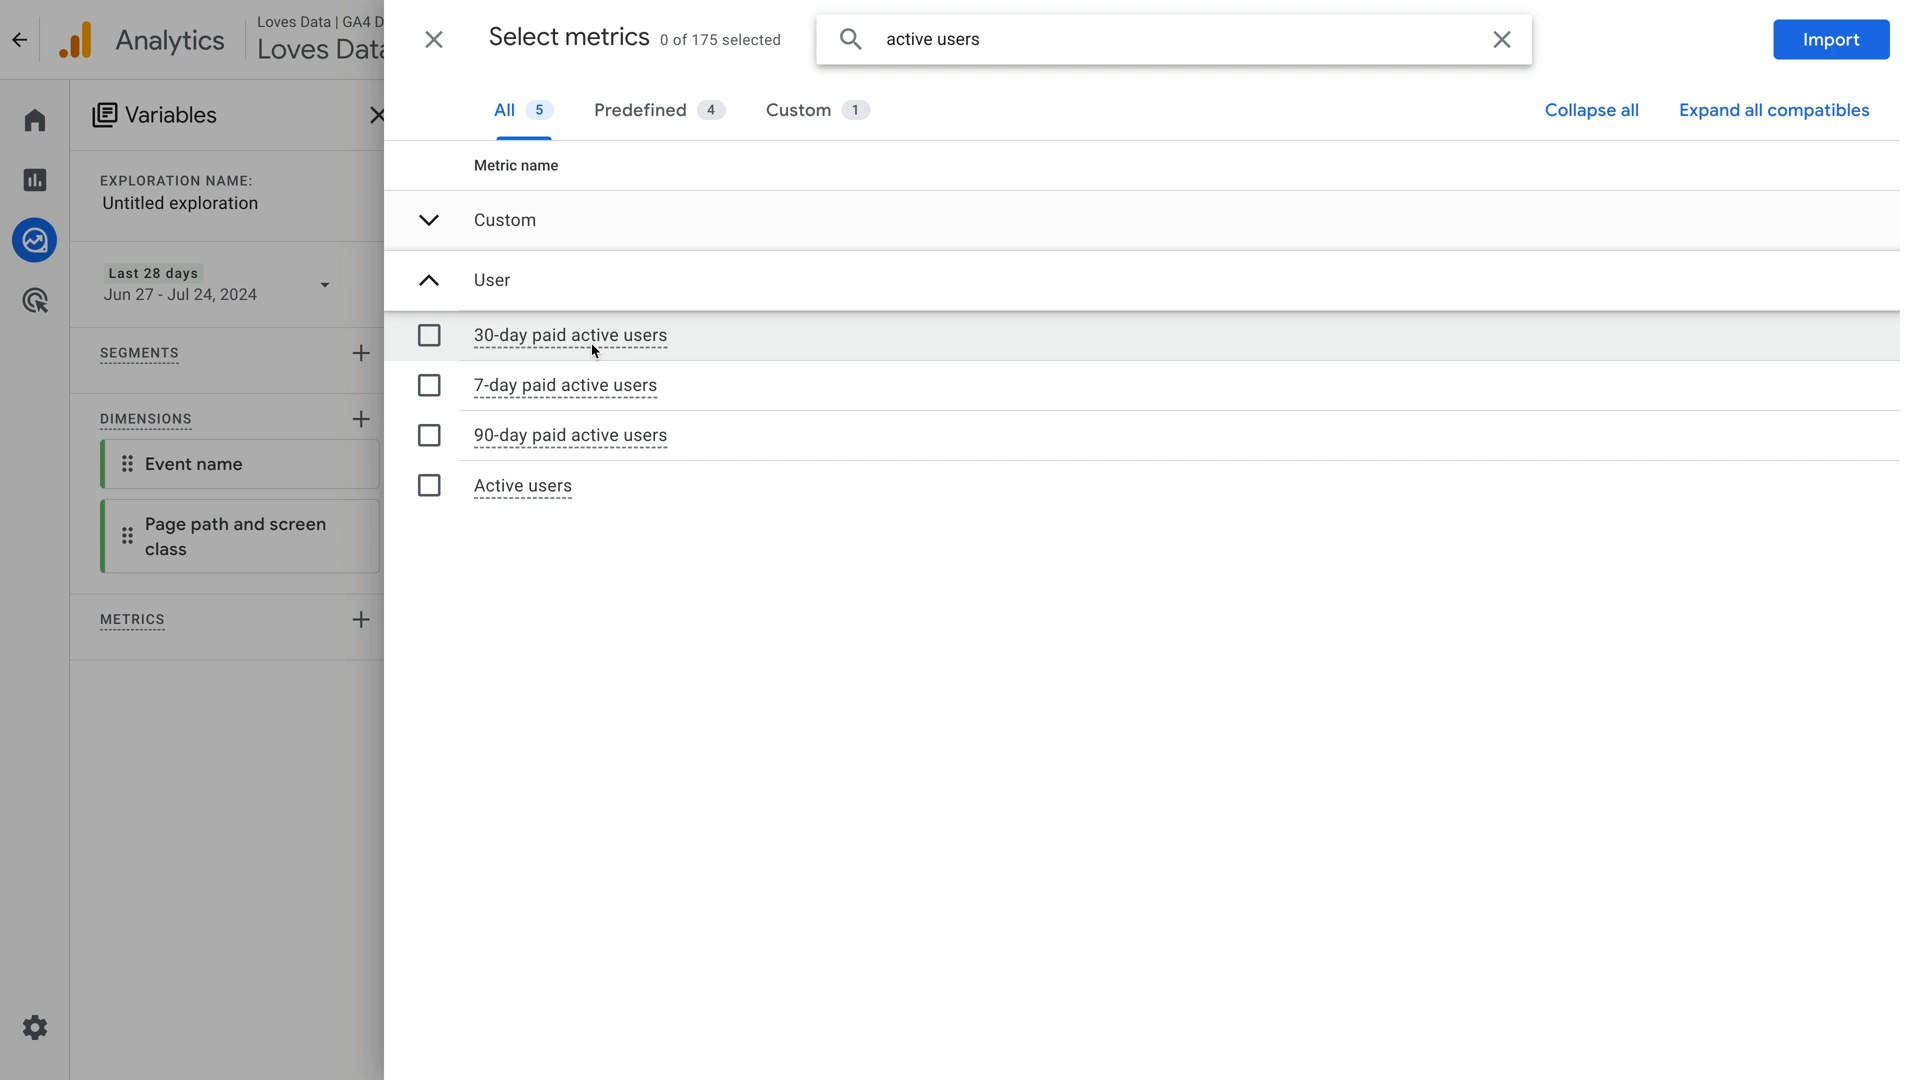 Analytics
Loves Data | GA4 D
Loves Data
Select metrics 0 of 175 selected
active users
Import
All 5
Predefined 4
Custom 1
Collapse all
Expand all compatibles
Variables
EXPLORATION NAME:
Untitled exploration
Last 28 days
Jun 27 - Jul 24, 2024
SEGMENTS
DIMENSIONS
Event name
Page path and screen
class
METRICS
Metric name
Custom
User
30-day paid active users
7-day paid active users
90-day paid active users
Active users